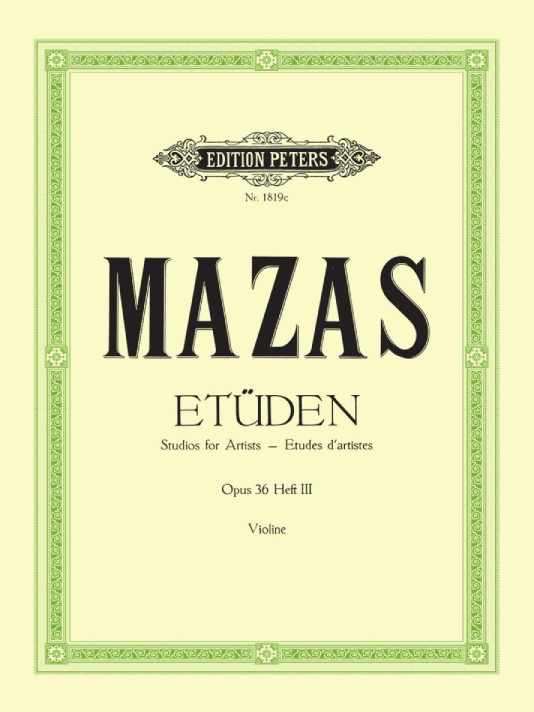 EDITION PETERS
Nr. 1819c
MAZAS
ETÜDEN
Studios for Artists – Etudes d'artistes
Opus 36 Heft III
Violine